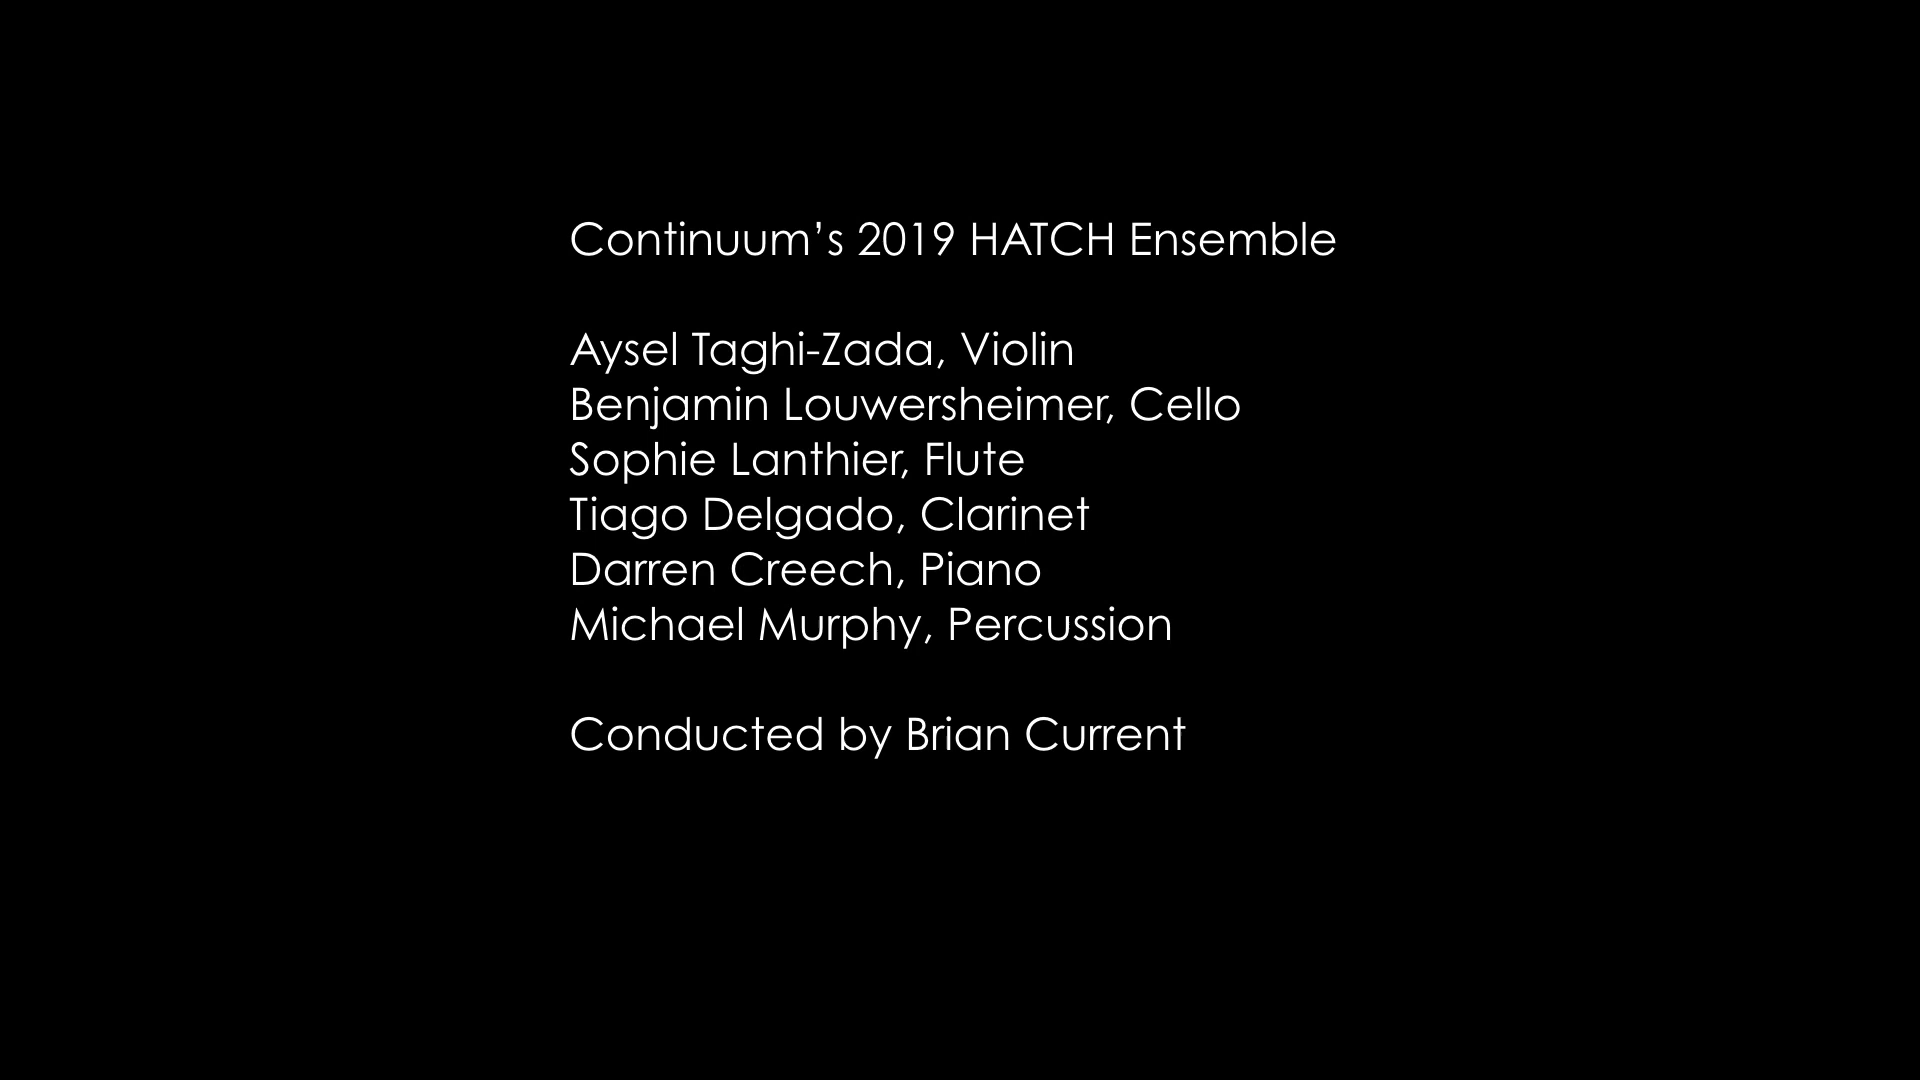 Continuum’s 2019 HATCH Ensemble
Aysel Taghi-Zada, Violin
Benjamin Louwersheimer, Cello
Sophie Lanthier, Flute
Tiago Delgado, Clarinet
Darren Creech, Piano
Michael Murphy, Percussion
Conducted by Brian Current